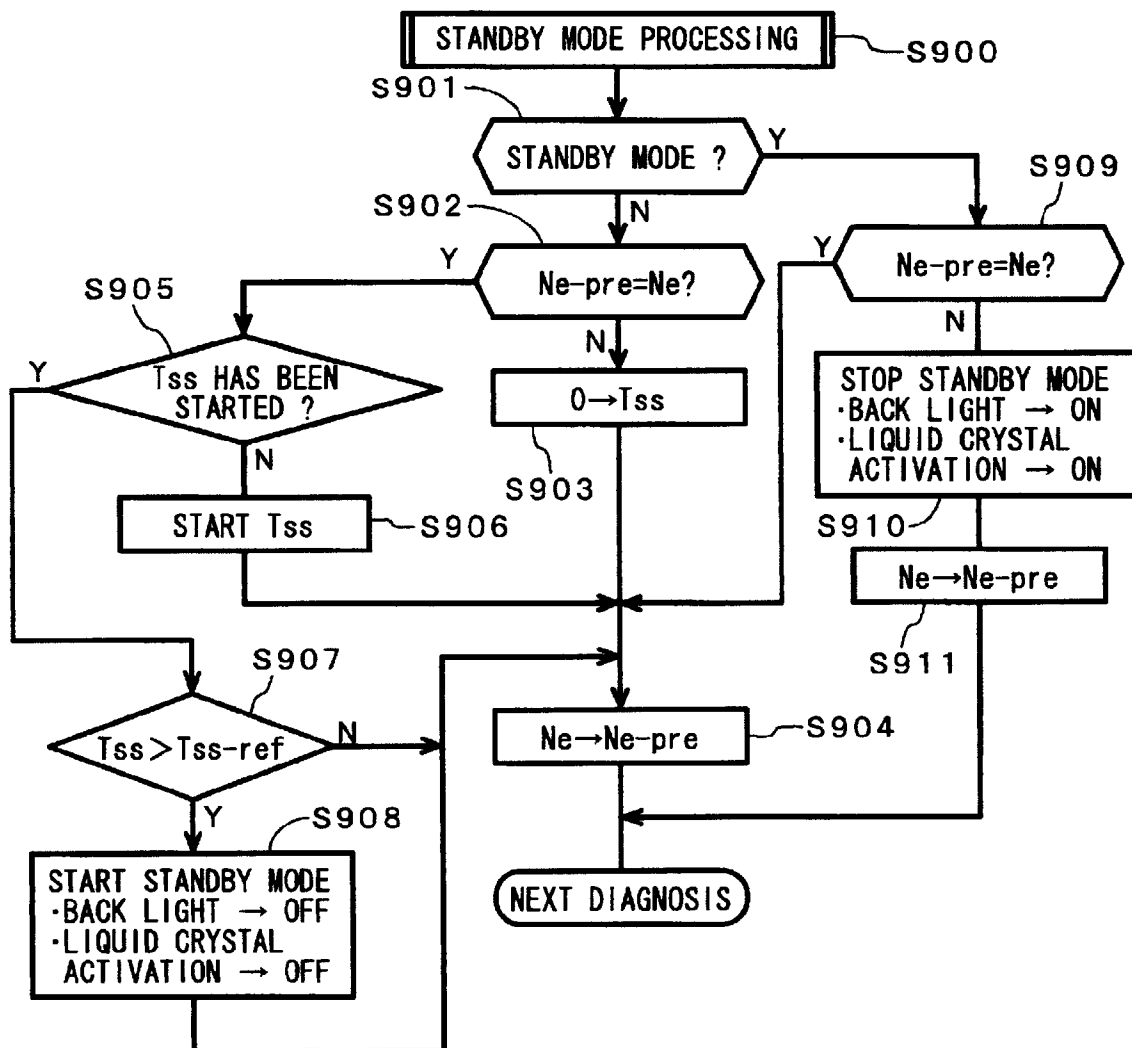 STANDBY MODE PROCESSING
S900
S901
STANDBY MODE ?
Y
N
S902
Y
Ne-pre=Ne?
N
S909
Y
Ne-pre=Ne?
N
S905
Y
Tss HAS BEEN
STARTED ?
N
0→Tss
S903
STOP STANDBY MODE
·BACK LIGHT → ON
·LIQUID CRYSTAL
ACTIVATION → ON
S910
START Tss
S906
Ne→Ne-pre
S911
S907
Tss>Tss-ref
N
Y
Ne→Ne-pre
S904
S908
START STANDBY MODE
·BACK LIGHT → OFF
·LIQUID CRYSTAL
ACTIVATION → OFF
NEXT DIAGNOSIS